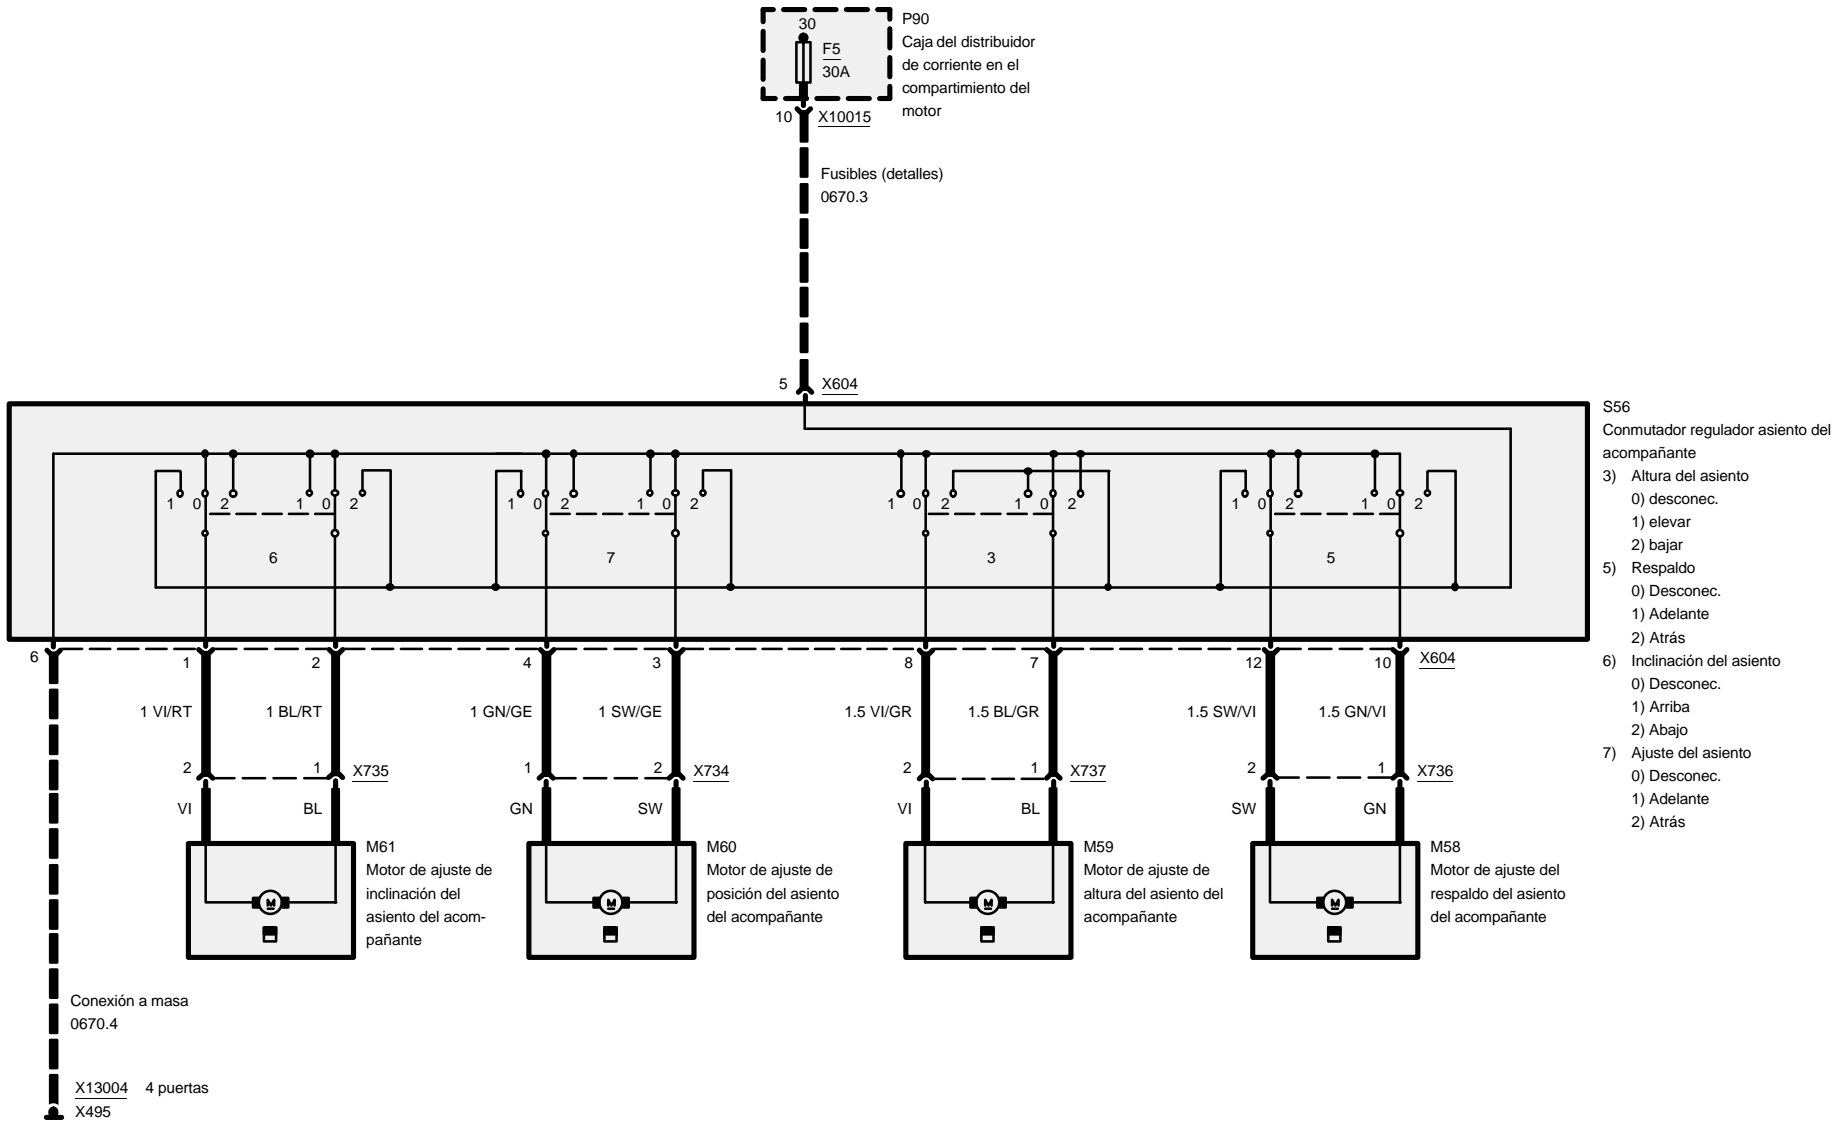 30
F5
30A
P90
Caja del distribuidor
de corriente en el
compartimiento del
motor
10 X10015
Fusibles (detalles)
0670.3
5 X604
S56
Conmutador regulador asiento del
acompañante
3) Altura del asiento
0) desconec.
1) elevar
2) bajar
5) Respaldo
0) Desconec.
1) Adelante
2) Atrás
6) Inclinación del asiento
0) Desconec.
1) Arriba
2) Abajo
7) Ajuste del asiento
0) Desconec.
1) Adelante
2) Atrás
1 0 2 1 0 2 1 0 2 1 0 2 1 0 2 1 0 2 1 0 2 1 0 2
6 7 3 5
6 1 2 4 3 8 7 12 10 X604
1 VI/RT 1 BL/RT 1 GN/GE 1 SW/GE 1.5 VI/GR 1.5 BL/GR 1.5 SW/VI 1.5 GN/VI
2 1 X735 1 2 X734 2 1 X737 2 1 X736
VI BL GN SW VI BL SW GN
M61
Motor de ajuste de
inclinación del
asiento del acom-
pañante
M
M60
Motor de ajuste de
posición del asiento
del acompañante
M
M59
Motor de ajuste de
altura del asiento del
acompañante
M
M58
Motor de ajuste del
respaldo del asiento
del acompañante
M
Conexión a masa
0670.4
X13004 4 puertas
X495